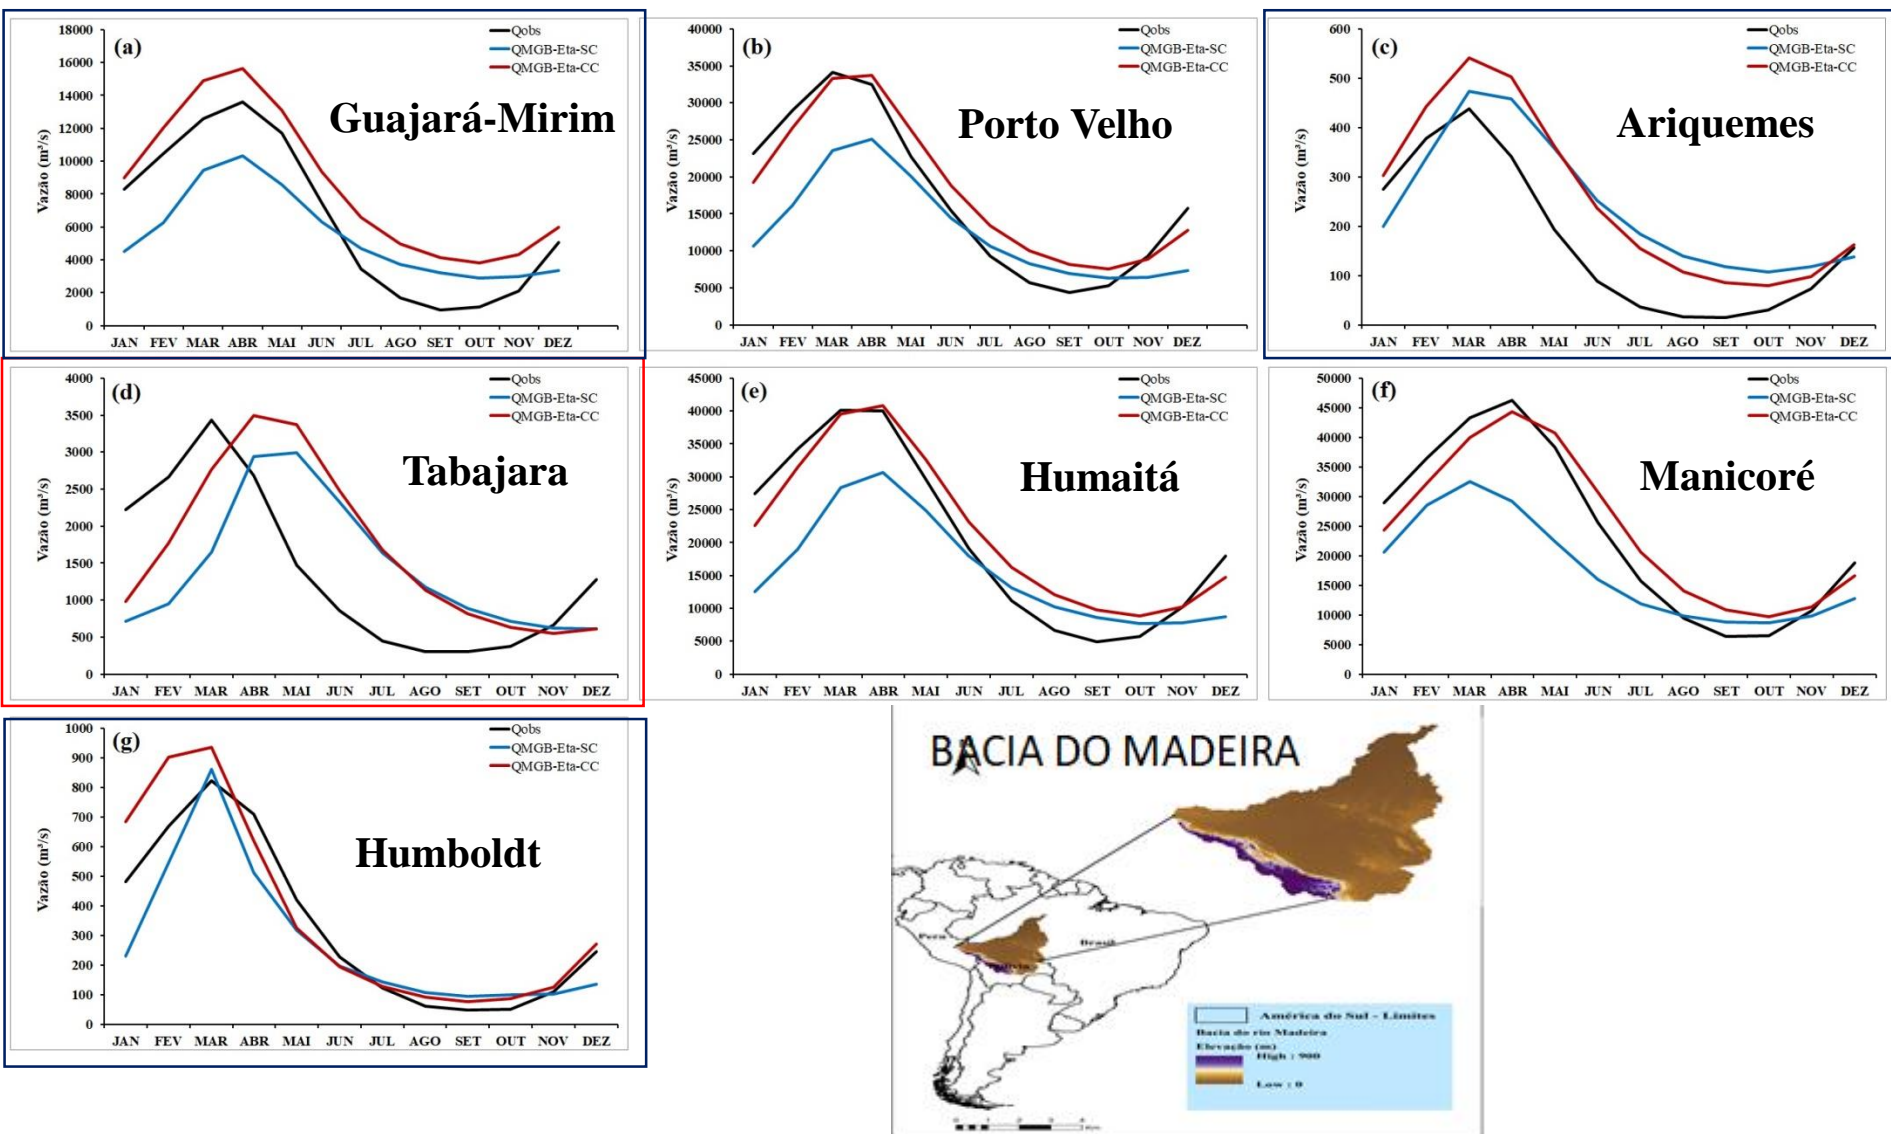 (a)
Guajará-Mirim
Qobs
QMGB-Eta-SC
QMGB-Eta-CC
Vazão (m³/s)
18000
16000
14000
12000
10000
8000
6000
4000
2000
0
JAN FEV MAR ABR MAI JUN JUL AGO SET OUT NOV DEZ
(b)
Porto Velho
Qobs
QMGB-Eta-SC
QMGB-Eta-CC
Vazão (m³/s)
40000
35000
30000
25000
20000
15000
10000
5000
0
JAN FEV MAR ABR MAI JUN JUL AGO SET OUT NOV DEZ
(c)
Ariquemes
Qobs
QMGB-Eta-SC
QMGB-Eta-CC
Vazão (m³/s)
600
500
400
300
200
100
0
JAN FEV MAR ABR MAI JUN JUL AGO SET OUT NOV DEZ
(d)
Tabajara
Qobs
QMGB-Eta-SC
QMGB-Eta-CC
Vazão (m³/s)
4000
3500
3000
2500
2000
1500
1000
500
0
JAN FEV MAR ABR MAI JUN JUL AGO SET OUT NOV DEZ
(e)
Humaitá
Qobs
QMGB-Eta-SC
QMGB-Eta-CC
Vazão (m³/s)
45000
40000
35000
30000
25000
20000
15000
10000
5000
0
JAN FEV MAR ABR MAI JUN JUL AGO SET OUT NOV DEZ
(f)
Manicoré
Qobs
QMGB-Eta-SC
QMGB-Eta-CC
Vazão (m³/s)
50000
45000
40000
35000
30000
25000
20000
15000
10000
5000
0
JAN FEV MAR ABR MAI JUN JUL AGO SET OUT NOV DEZ
(g)
Humboldt
Qobs
QMGB-Eta-SC
QMGB-Eta-CC
Vazão (m³/s)
1000
900
800
700
600
500
400
300
200
100
0
JAN FEV MAR ABR MAI JUN JUL AGO SET OUT NOV DEZ
BACIA DO MADEIRA
Peru
Brasil
América do Sul - Limites
Bacia do rio Madeira
Elevação (m)
High : 900
Low : 0